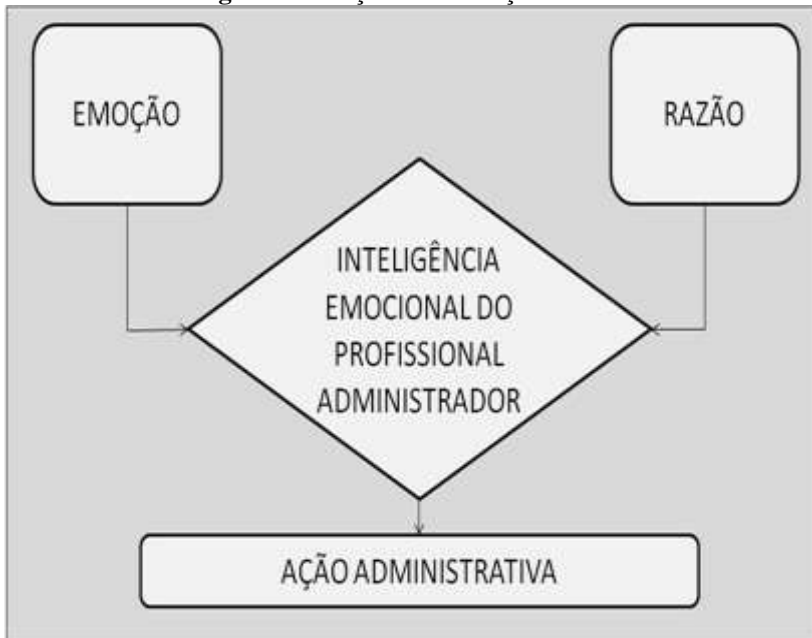 EMOÇÃO
RAZÃO
INTELIGÊNCIA
EMOCIONAL DO
PROFISSIONAL
ADMINISTRADOR
AÇÃO ADMINISTRATIVA